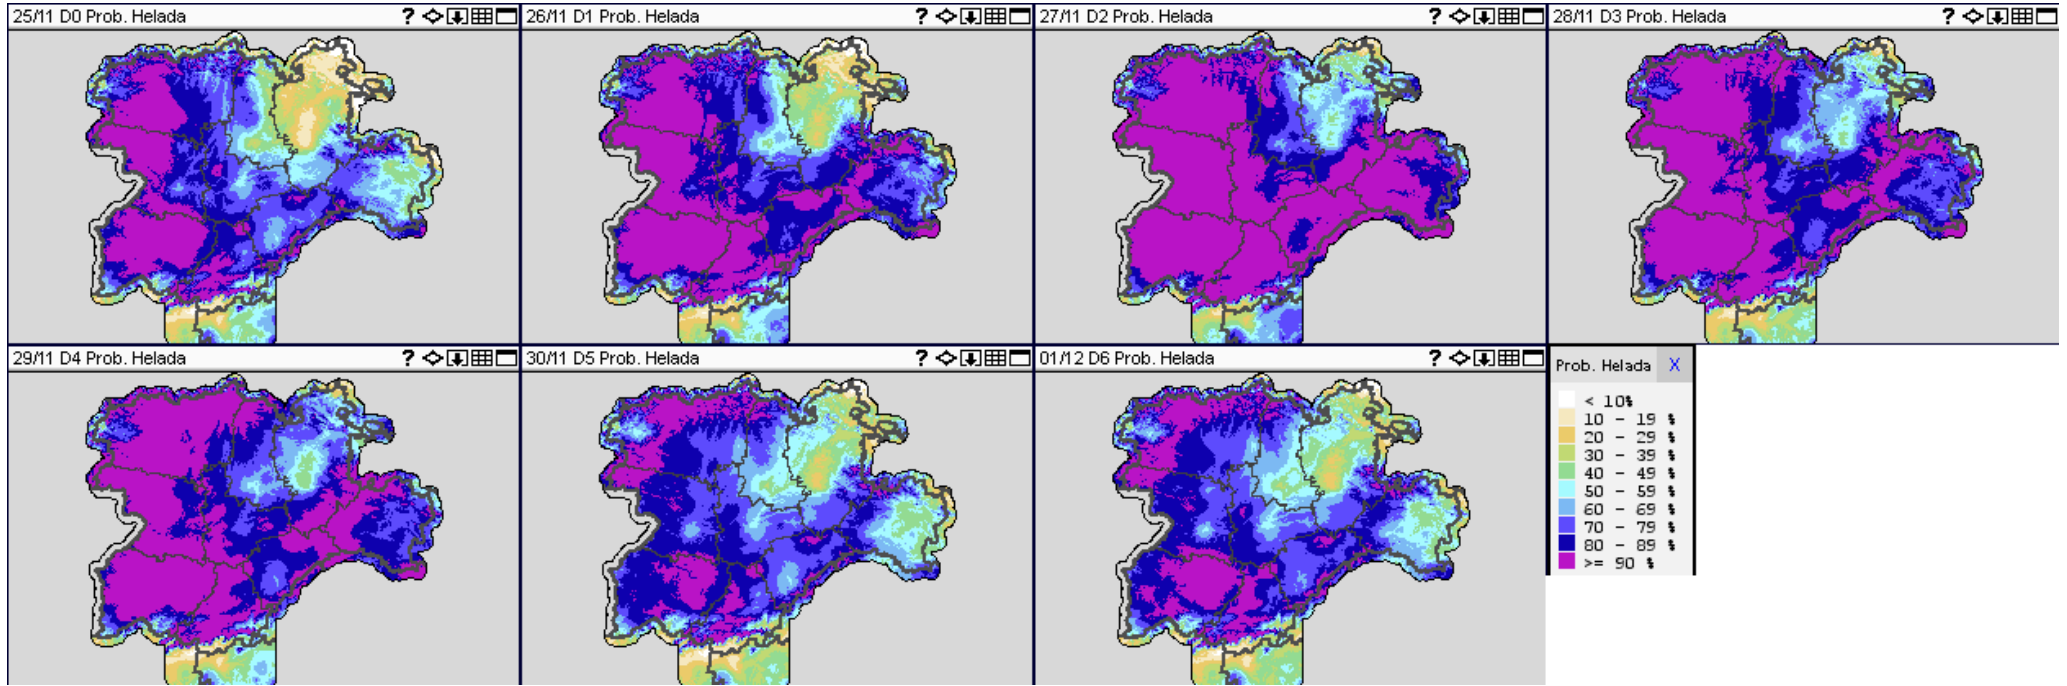 25/11 D0 Prob. Helada ?
26/11 D1 Prob. Helada ?
27/11 D2 Prob. Helada ?
28/11 D3 Prob. Helada ?
29/11 D4 Prob. Helada ?
30/11 D5 Prob. Helada ?
01/12 D6 Prob. Helada ?
Prob. Helada X
< 10%
10 - 19 %
20 - 29 %
30 - 39 %
40 - 49 %
50 - 59 %
60 - 69 %
70 - 79 %
80 - 89 %
>= 90 %